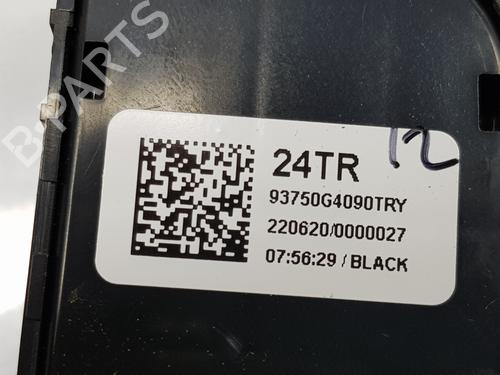 24TR
12
93750G4090TRY
220620/0000027
07:56:29 / BLACK
B-PARTS